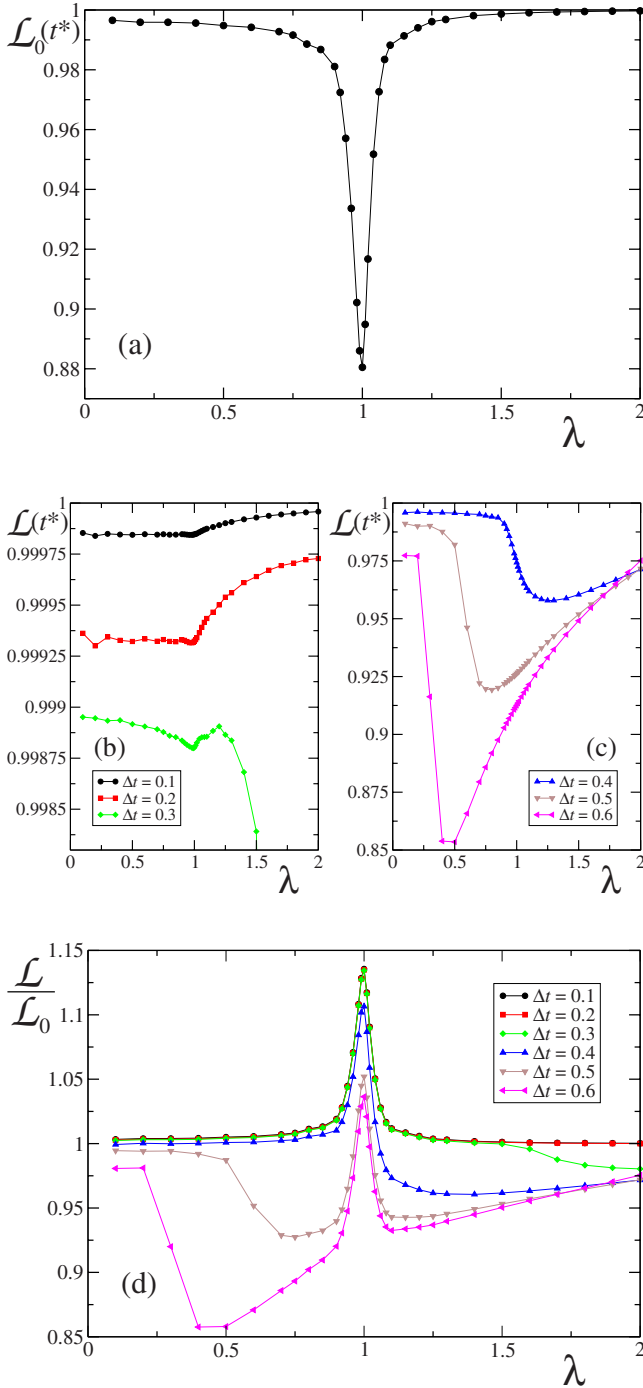 1
ℒ₀(t*)
0.98
0.96
0.94
0.92
0.9
0.88
(a)
0 0.5 1 1.5 2
λ
1 1
ℒ(t*) ℒ(t*)
0.99975 0.975
0.9995 0.95
0.99925 0.925
0.999 0.9
0.99875 0.875
0.9985 0.85
(b) (c)
Δt = 0.1
Δt = 0.2
Δt = 0.3
Δt = 0.4
Δt = 0.5
Δt = 0.6
0 0.5 1 1.5 2
λ
0 0.5 1 1.5 2
λ
1.15
ℒ
ℒ₀
1.1
1.05
1
0.95
0.9
0.85
Δt = 0.1
Δt = 0.2
Δt = 0.3
Δt = 0.4
Δt = 0.5
Δt = 0.6
(d)
0 0.5 1 1.5 2
λ